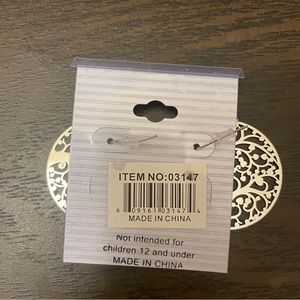 ITEM NO:03147
6 09161 03147 4
MADE IN CHINA
Not intended for
children 12 and under
MADE IN CHINA